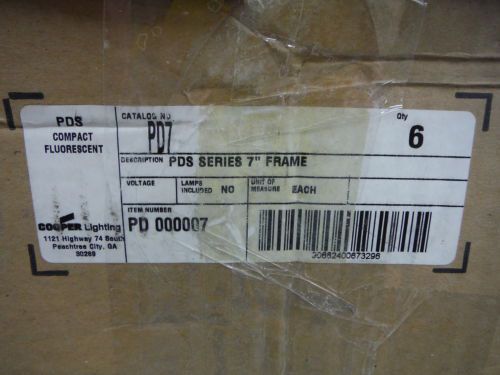 PDS
COMPACT
FLUORESCENT
COOPER Lighting
1121 Highway 74 South
Peachtree City, GA
30269
CATALOG NO
PD7
Qty
6
DESCRIPTION PDS SERIES 7" FRAME
VOLTAGE
LAMPS INCLUDED NO
UNIT OF MEASURE EACH
ITEM NUMBER
PD 000007